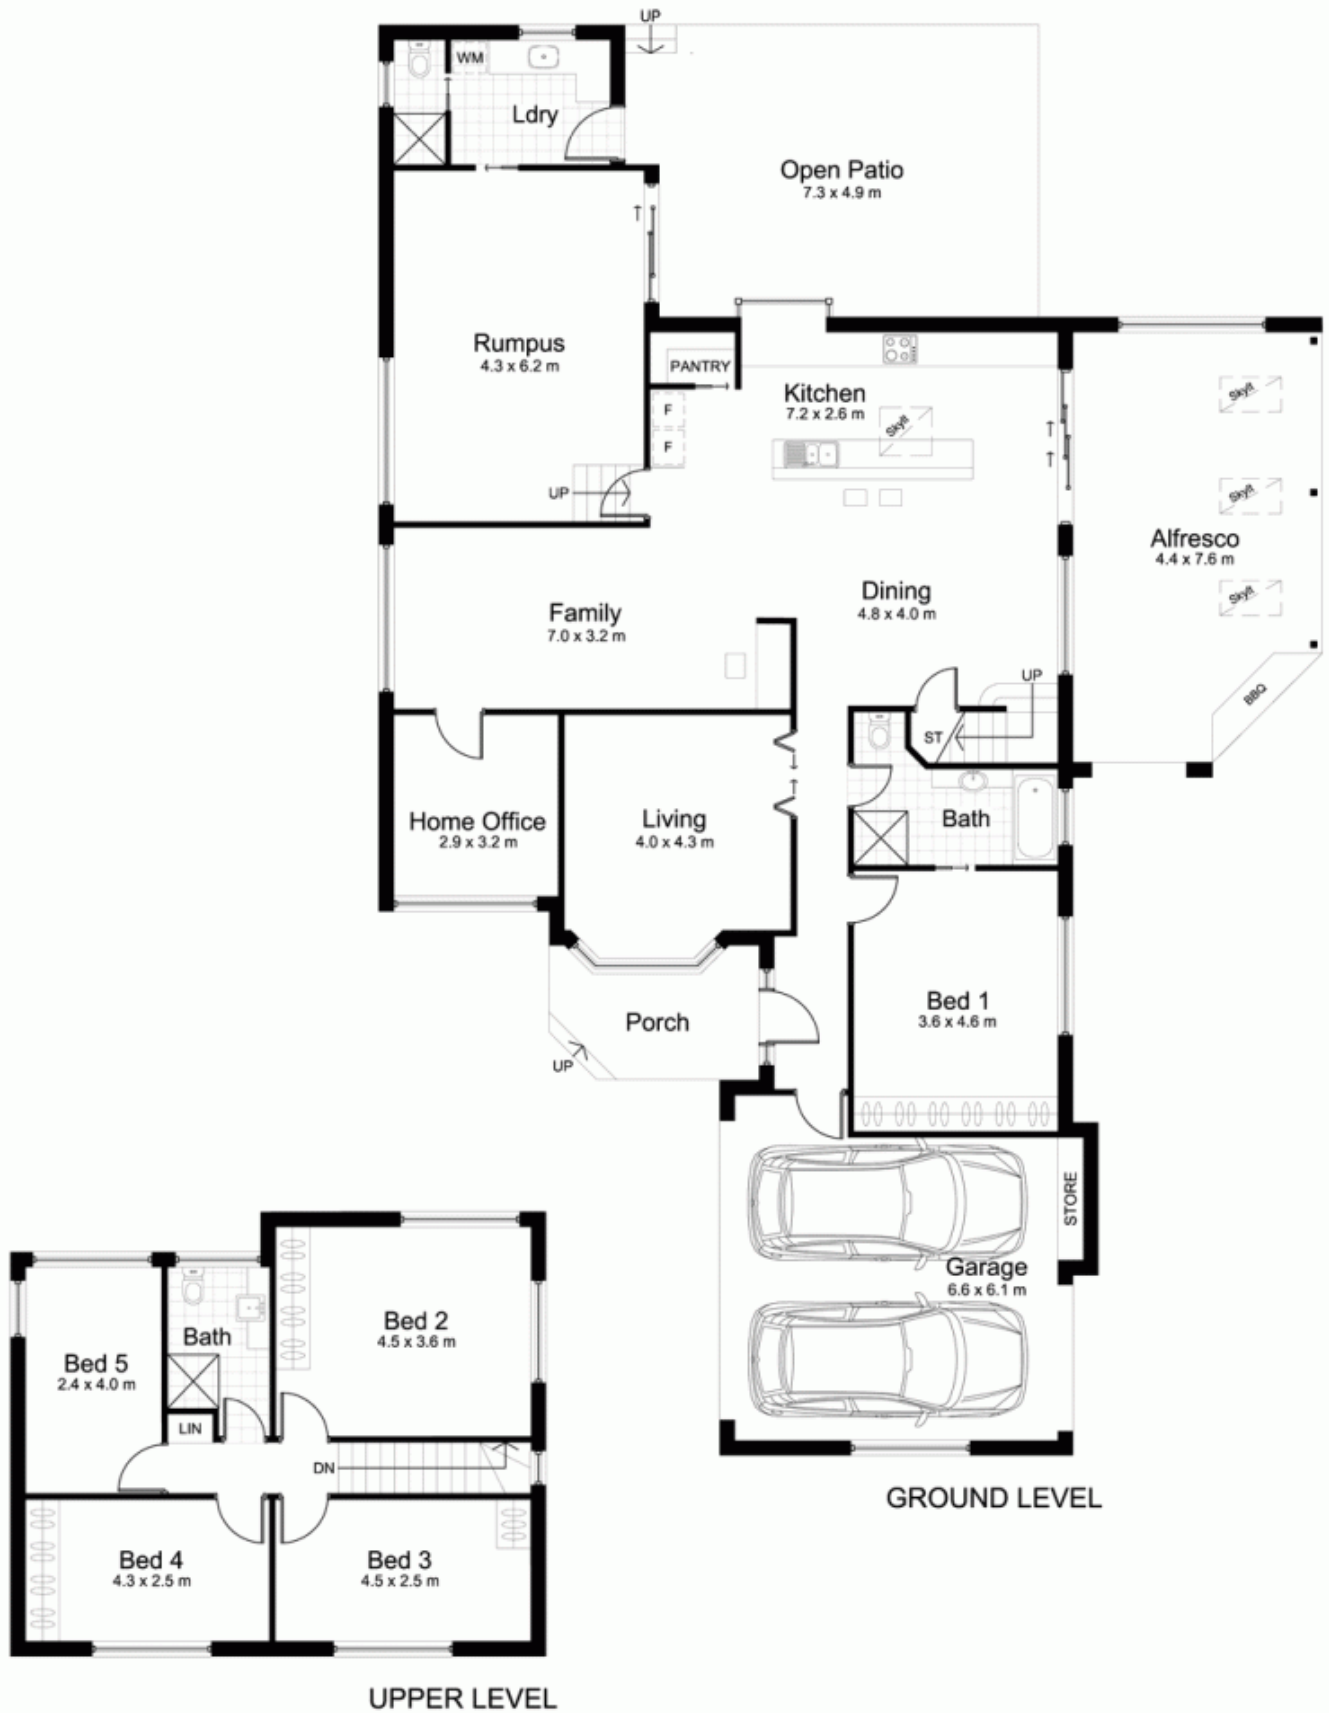 UP
WM
Ldry
Open Patio
7.3 x 4.9 m
Rumpus
4.3 x 6.2 m
PANTRY
Kitchen
7.2 x 2.6 m
Skylt
F
F
UP
Skylt
Skylt
Skylt
Alfresco
4.4 x 7.6 m
BBQ
Family
7.0 x 3.2 m
Dining
4.8 x 4.0 m
UP
ST
Home Office
2.9 x 3.2 m
Living
4.0 x 4.3 m
Bath
Bed 1
3.6 x 4.6 m
Porch
UP
STORE
Garage
6.6 x 6.1 m
GROUND LEVEL
Bed 2
4.5 x 3.6 m
Bath
Bed 5
2.4 x 4.0 m
LIN
DN
Bed 4
4.3 x 2.5 m
Bed 3
4.5 x 2.5 m
UPPER LEVEL